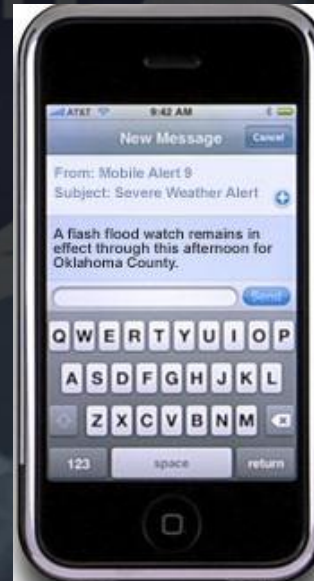 AT&T 9:42 AM
New Message Cancel
From: Mobile Alert 9
Subject: Severe Weather Alert
A flash flood watch remains in
effect through this afternoon for
Oklahoma County.
Send
Q W E R T Y U I O P
A S D F G H J K L
Z X C V B N M
123 space return